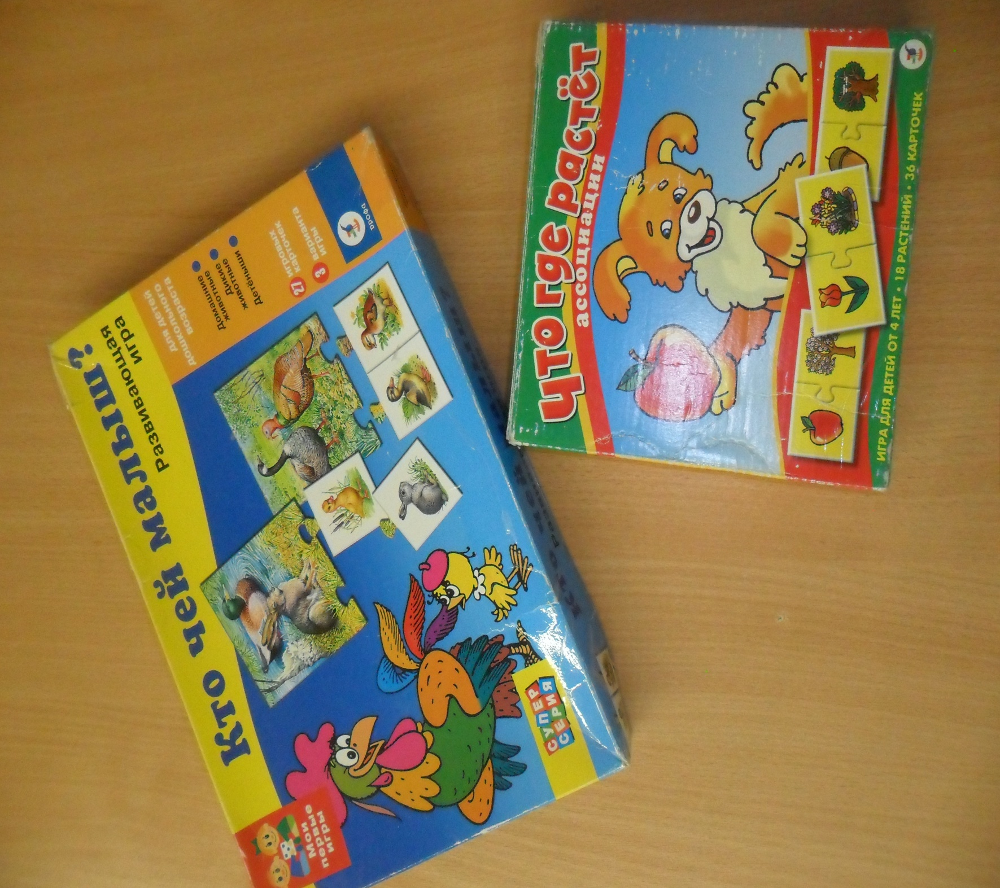 Кто чей малыш?
Развивающая
игра
Для детей
дошкольного
возраста
Домашние
животные
Дикие
животные
Детёныши
27 игровых
карточек
3 варианта
игры
ДРОФА
Мои
первые
игры
СУПЕР
СЕРИЯ
Что где растёт
ассоциации
ИГРА ДЛЯ ДЕТЕЙ ОТ 4 ЛЕТ • 18 РАСТЕНИЙ • 36 КАРТОЧЕК